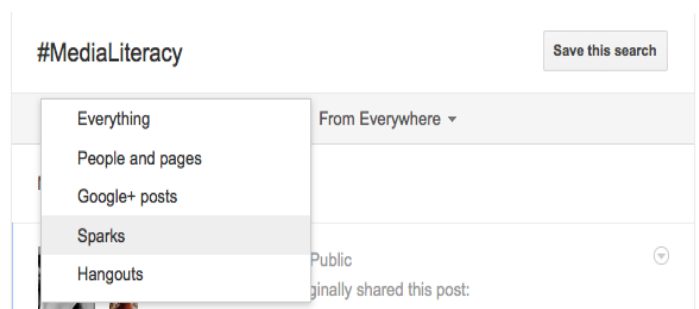 #MediaLiteracy
Save this search
Everything
From Everywhere
People and pages
Google+ posts
Sparks
Public
Hangouts
ginally shared this post: